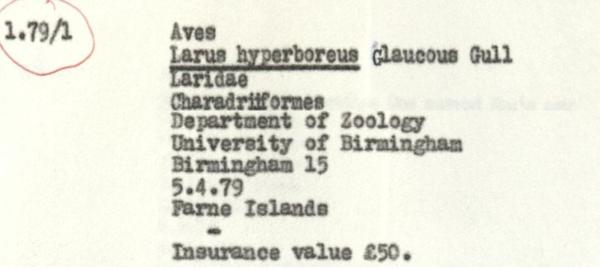 1.79/1
Aves
Larus hyperboreus Glaucous Gull
Laridae
Charadriiformes
Department of Zoology
University of Birmingham
Birmingham 15
5.4.79
Farne Islands
-
Insurance value £50.